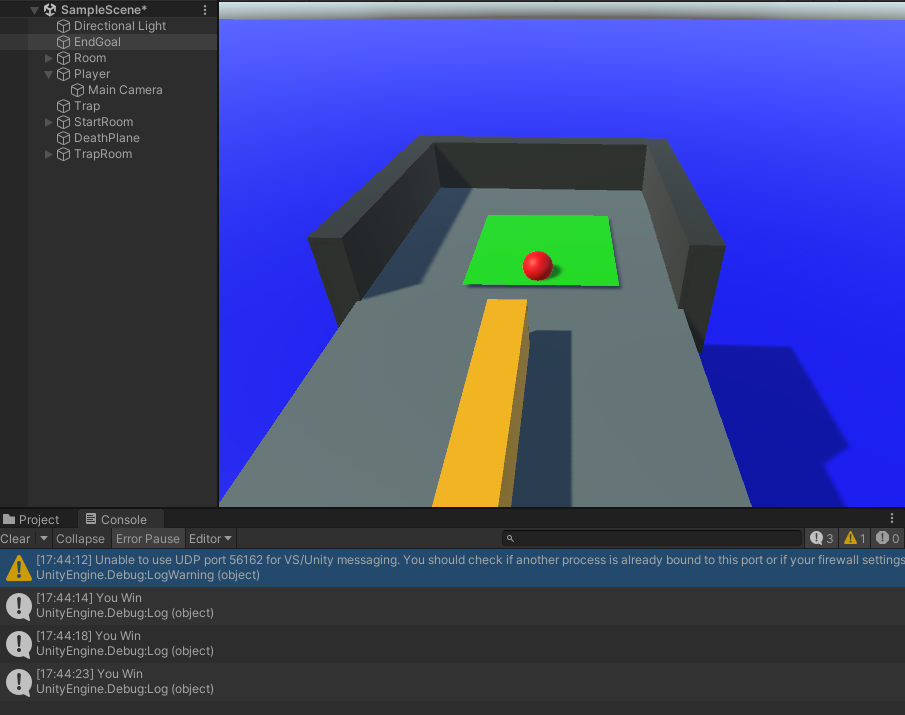 SampleScene*
Directional Light
EndGoal
Room
Player
Main Camera
Trap
StartRoom
DeathPlane
TrapRoom
Project
Console
Clear Collapse Error Pause Editor 3 1 0
[17:44:12] Unable to use UDP port 56162 for VS/Unity messaging. You should check if another process is already bound to this port or if your firewall settings
UnityEngine.Debug:LogWarning (object)
[17:44:14] You Win
UnityEngine.Debug:Log (object)
[17:44:18] You Win
UnityEngine.Debug:Log (object)
[17:44:23] You Win
UnityEngine.Debug:Log (object)